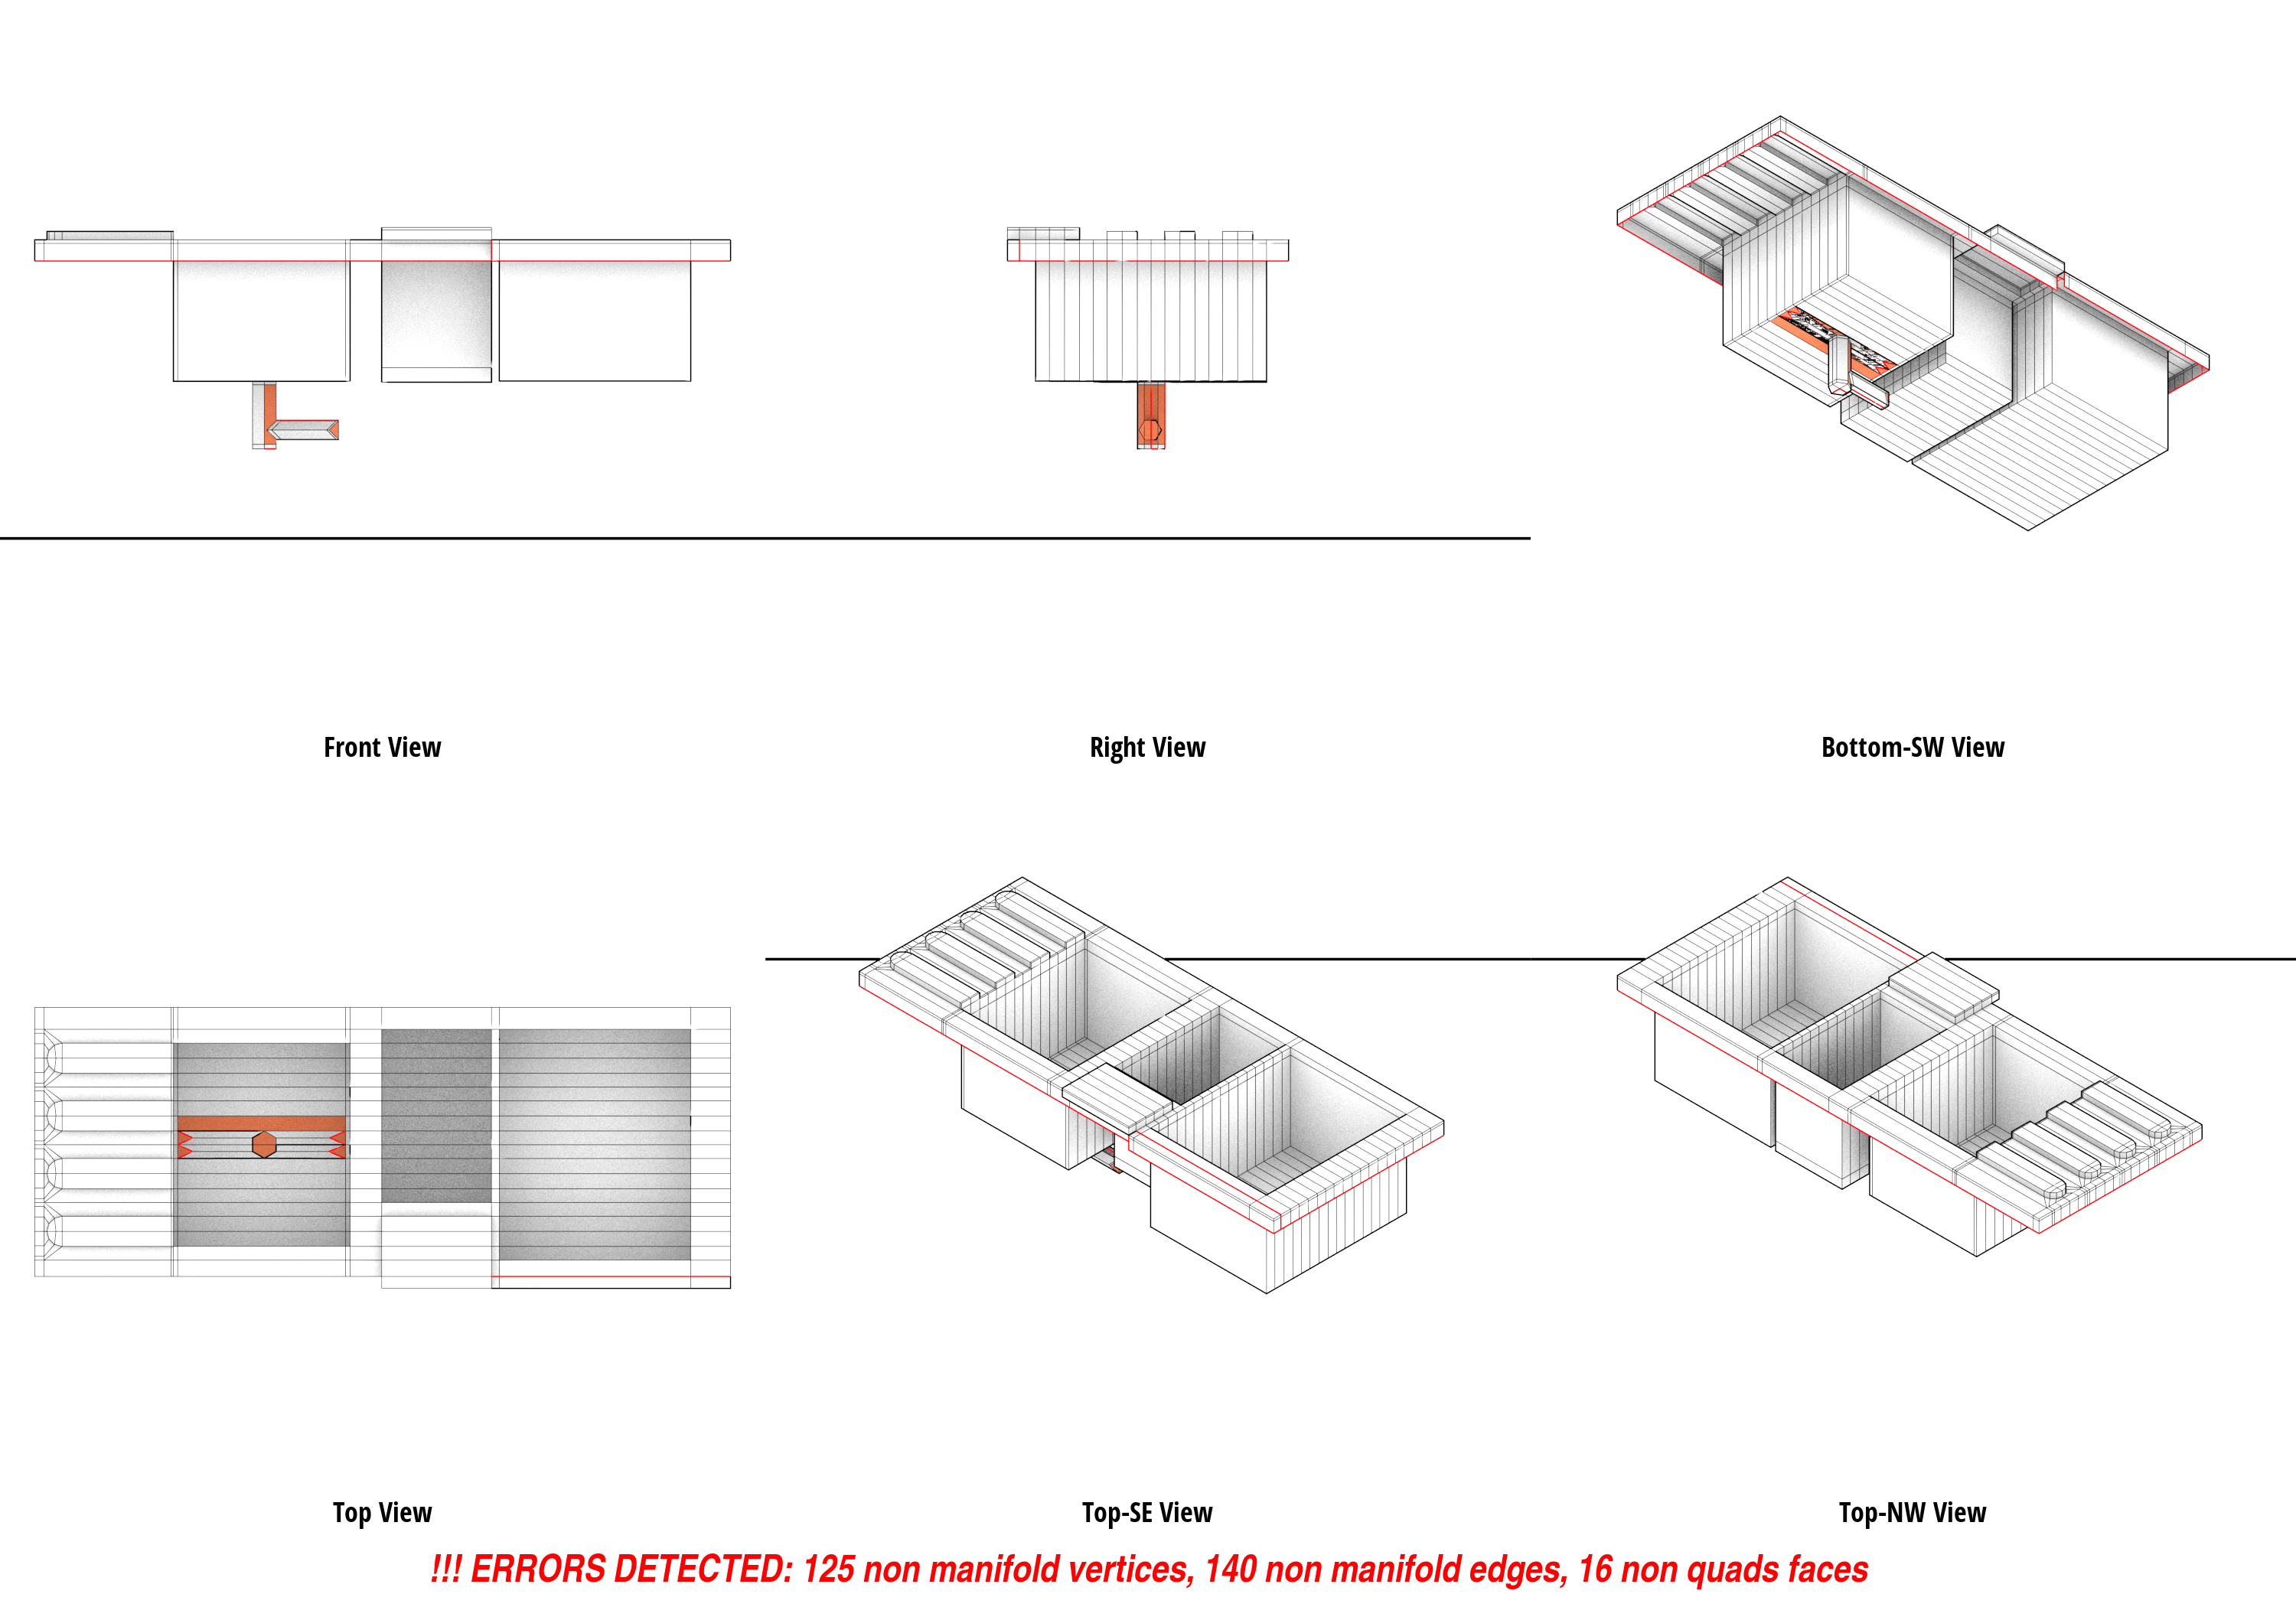 Front View
Right View
Bottom-SW View
Top View
Top-SE View
Top-NW View
!!! ERRORS DETECTED: 125 non manifold vertices, 140 non manifold edges, 16 non quads faces